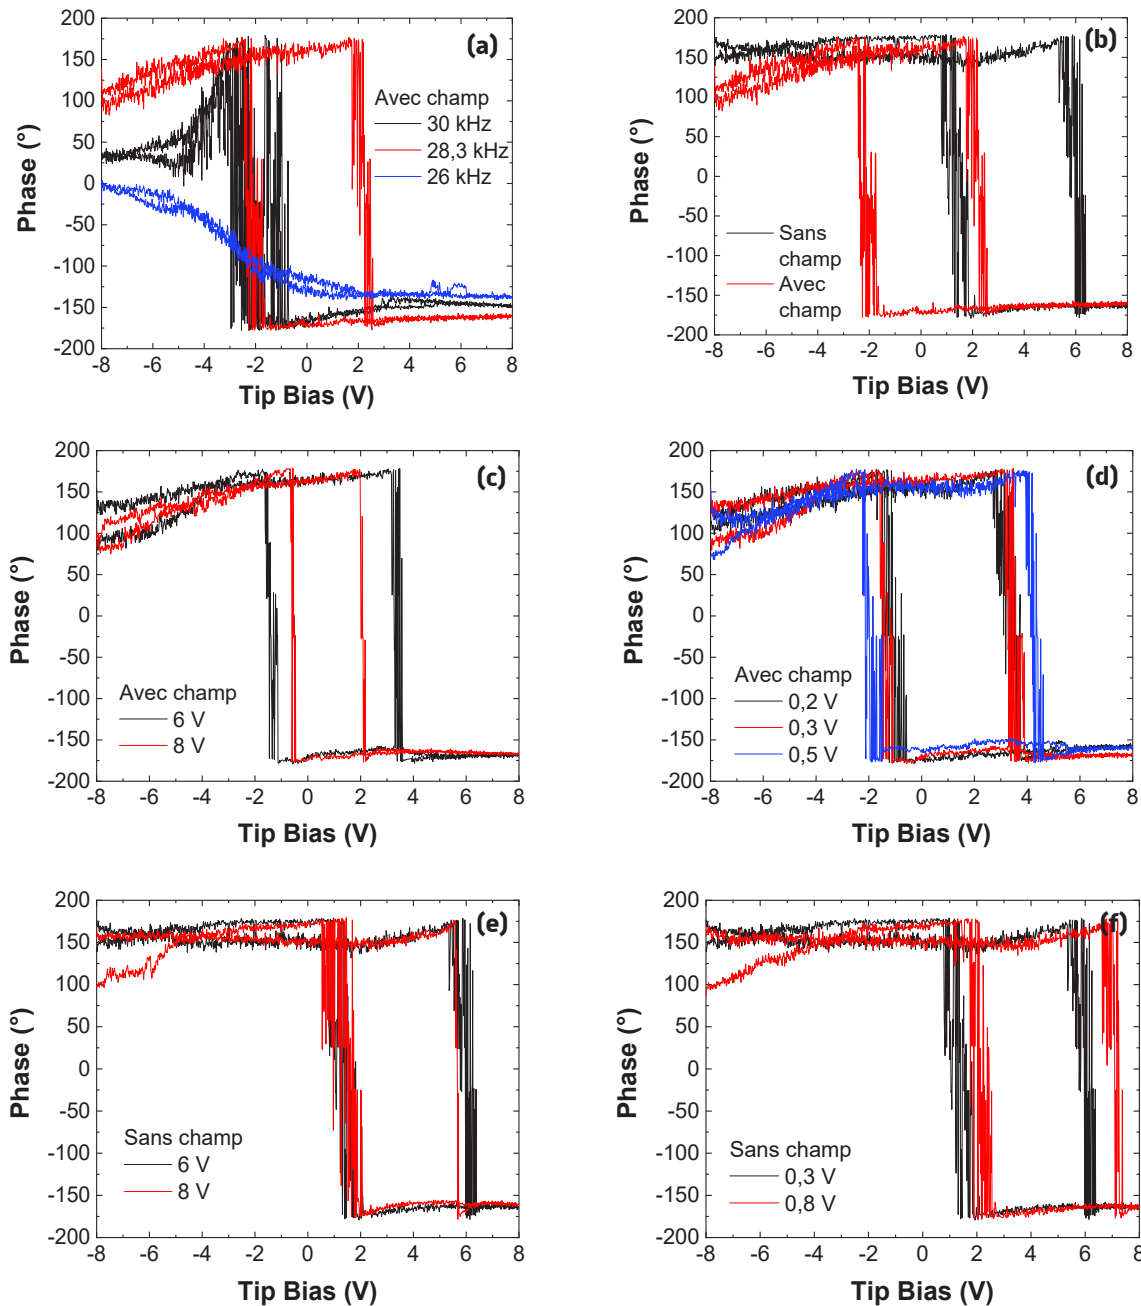 (a)
200
150
100
50
0
-50
-100
-150
-200
Phase (°)
Avec champ
30 kHz
28,3 kHz
26 kHz
-8 -6 -4 -2 0 2 4 6 8
Tip Bias (V)
(b)
200
150
100
50
0
-50
-100
-150
-200
Phase (°)
Sans
champ
Avec
champ
-8 -6 -4 -2 0 2 4 6 8
Tip Bias (V)
(c)
200
150
100
50
0
-50
-100
-150
-200
Phase (°)
Avec champ
6 V
8 V
-8 -6 -4 -2 0 2 4 6 8
Tip Bias (V)
(d)
200
150
100
50
0
-50
-100
-150
-200
Phase (°)
Avec champ
0,2 V
0,3 V
0,5 V
-8 -6 -4 -2 0 2 4 6 8
Tip Bias (V)
(e)
200
150
100
50
0
-50
-100
-150
-200
Phase (°)
Sans champ
6 V
8 V
-8 -6 -4 -2 0 2 4 6 8
Tip Bias (V)
(f)
200
150
100
50
0
-50
-100
-150
-200
Phase (°)
Sans champ
0,3 V
0,8 V
-8 -6 -4 -2 0 2 4 6 8
Tip Bias (V)